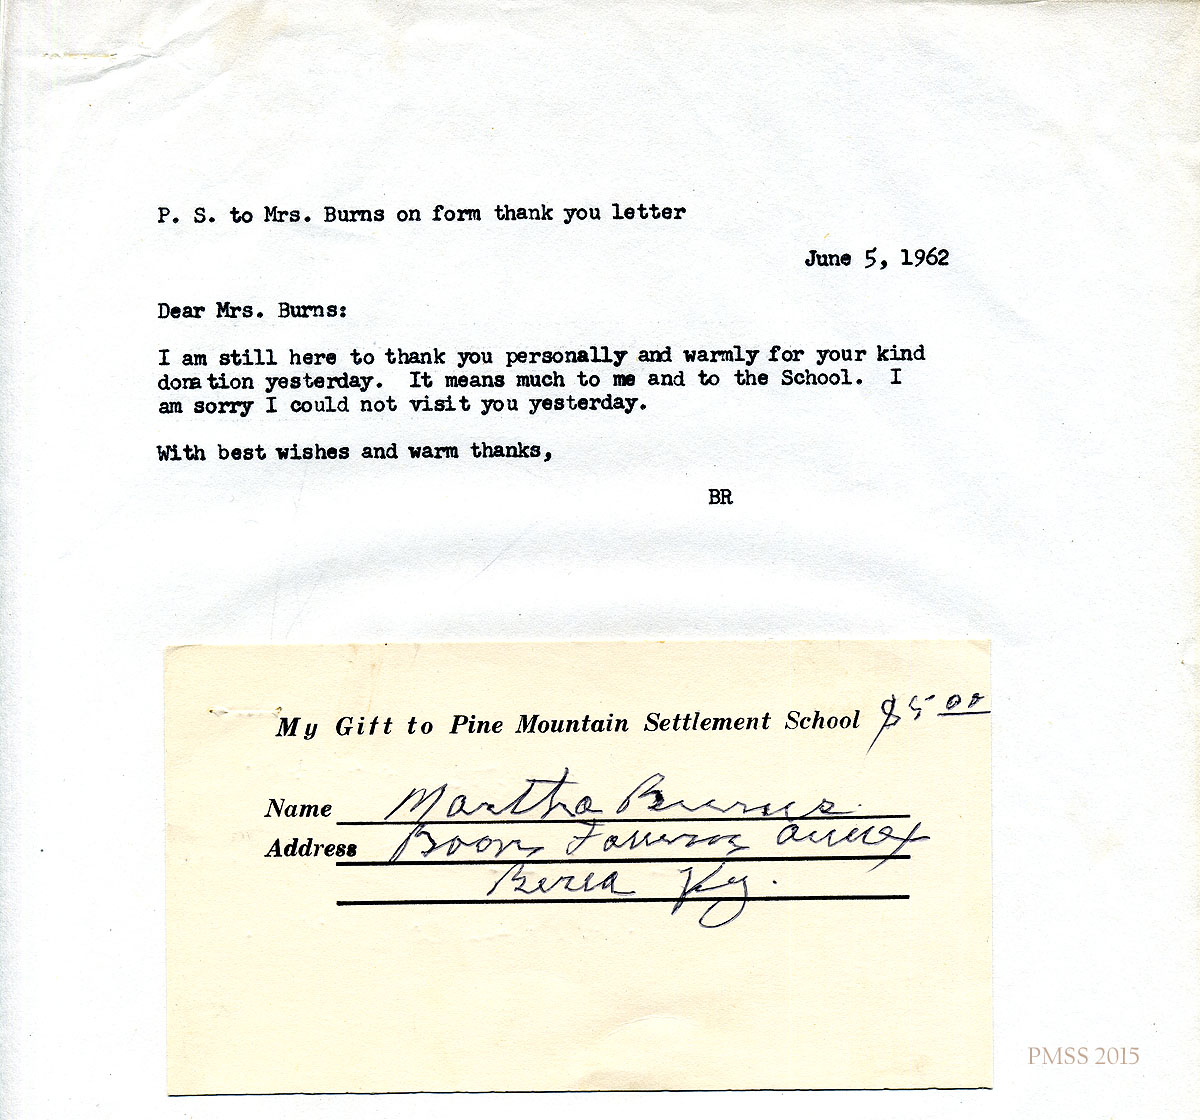 P. S. to Mrs. Burns on form thank you letter
June 5, 1962
Dear Mrs. Burns:
I am still here to thank you personally and warmly for your kind
donation yesterday. It means much to me and to the School. I
am sorry I could not visit you yesterday.
With best wishes and warm thanks,
BR
My Gift to Pine Mountain Settlement School $5.00
Name Martha Burns.
Address Boon Tavern annex
Berea Ky.
PMSS 2015